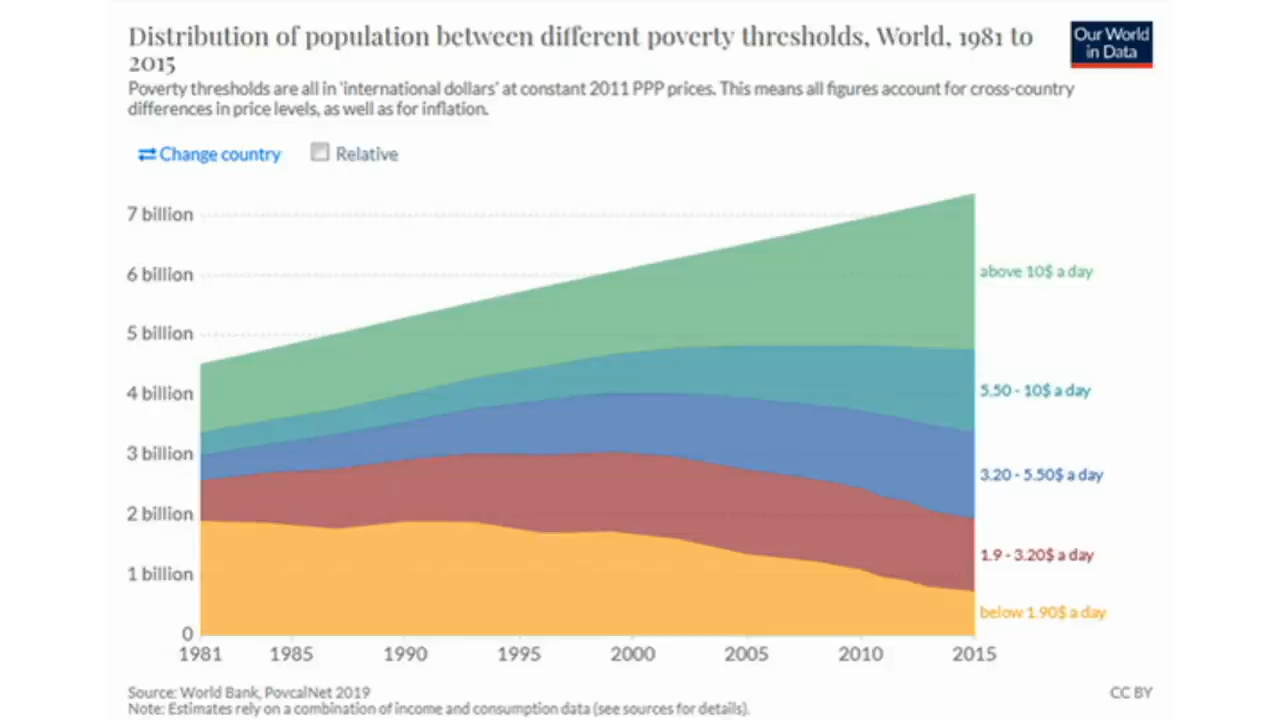 Distribution of population between different poverty thresholds, World, 1981 to
2015
Our World
in Data
Poverty thresholds are all in 'international dollars' at constant 2011 PPP prices. This means all figures account for cross-country
differences in price levels, as well as for inflation.
Change country
Relative
7 billion
6 billion
5 billion
4 billion
3 billion
2 billion
1 billion
0
above 10$ a day
5.50 - 10$ a day
3.20 - 5.50$ a day
1.9 - 3.20$ a day
below 1.90$ a day
1981 1985 1990 1995 2000 2005 2010 2015
Source: World Bank, PovcalNet 2019
CC BY
Note: Estimates rely on a combination of income and consumption data (see sources for details).